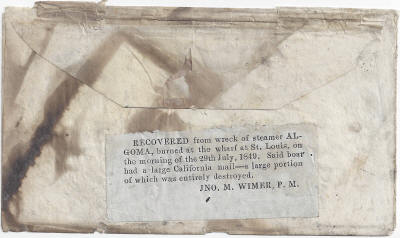 RECOVERED from wreck of steamer AL-
GOMA, burned at the wharf at St. Louis, on
the morning of the 29th July, 1849. Said boat
had a large California mail—a large portion
of which was entirely destroyed.
JNO. M. WIMER, P. M.